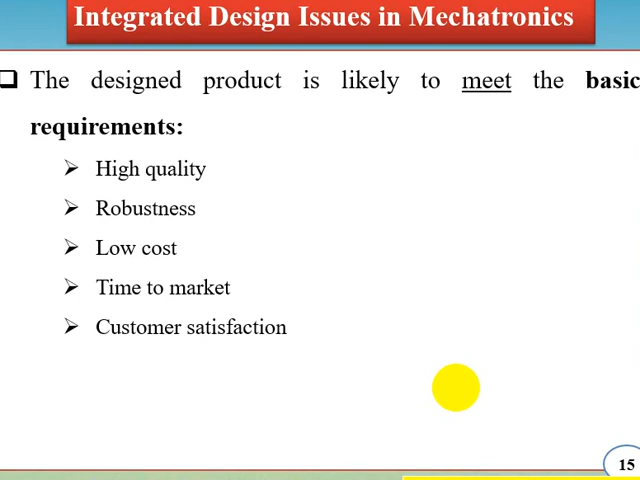 Integrated Design Issues in Mechatronics
The designed product is likely to meet the basic
requirements:
High quality
Robustness
Low cost
Time to market
Customer satisfaction
15